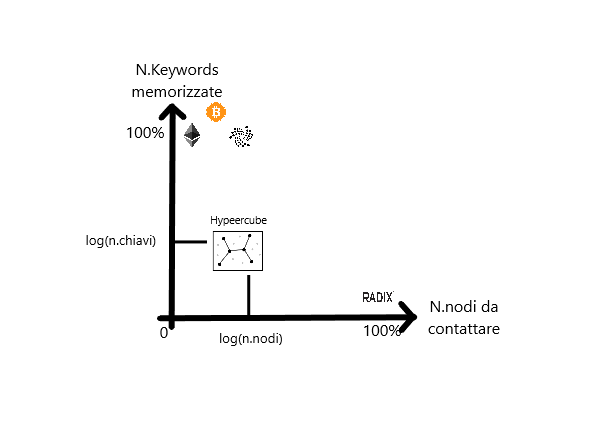 N.Keywords
memorizzate
100%
Hypeercube
log(n.chiavi)
RADIX
N.nodi da
contattare
0
100%
log(n.nodi)